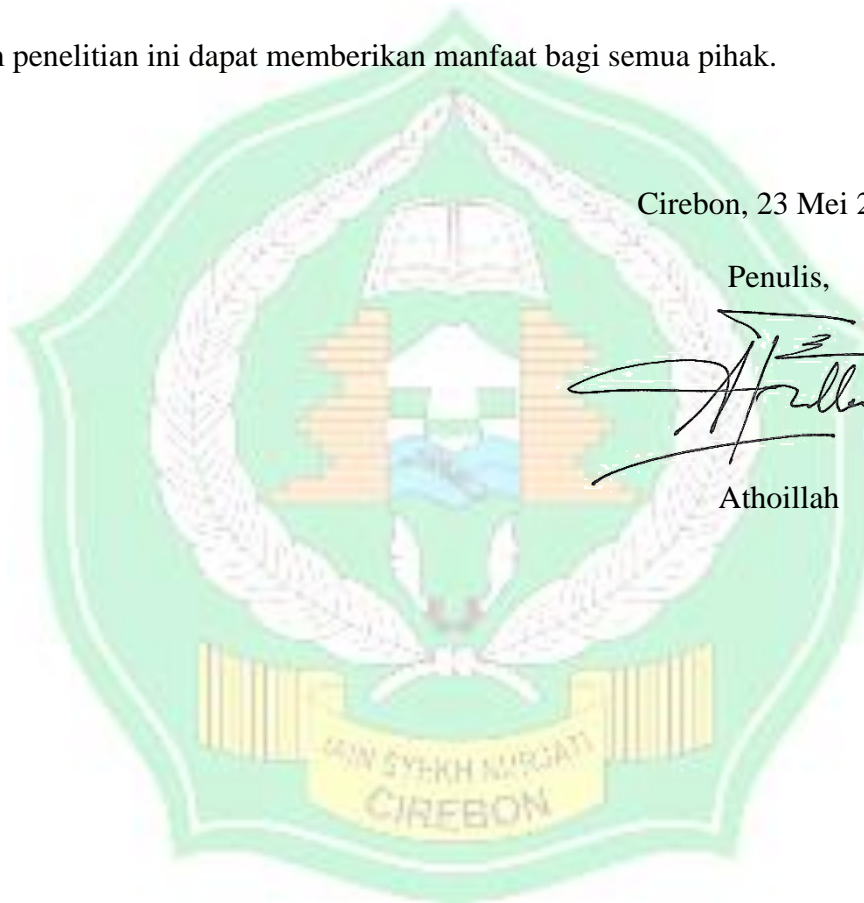 penelitian ini dapat memberikan manfaat bagi semua pihak.
Cirebon, 23 Mei
Penulis,
Athoillah
IAIN SYEKH NURJATI
CIREBON